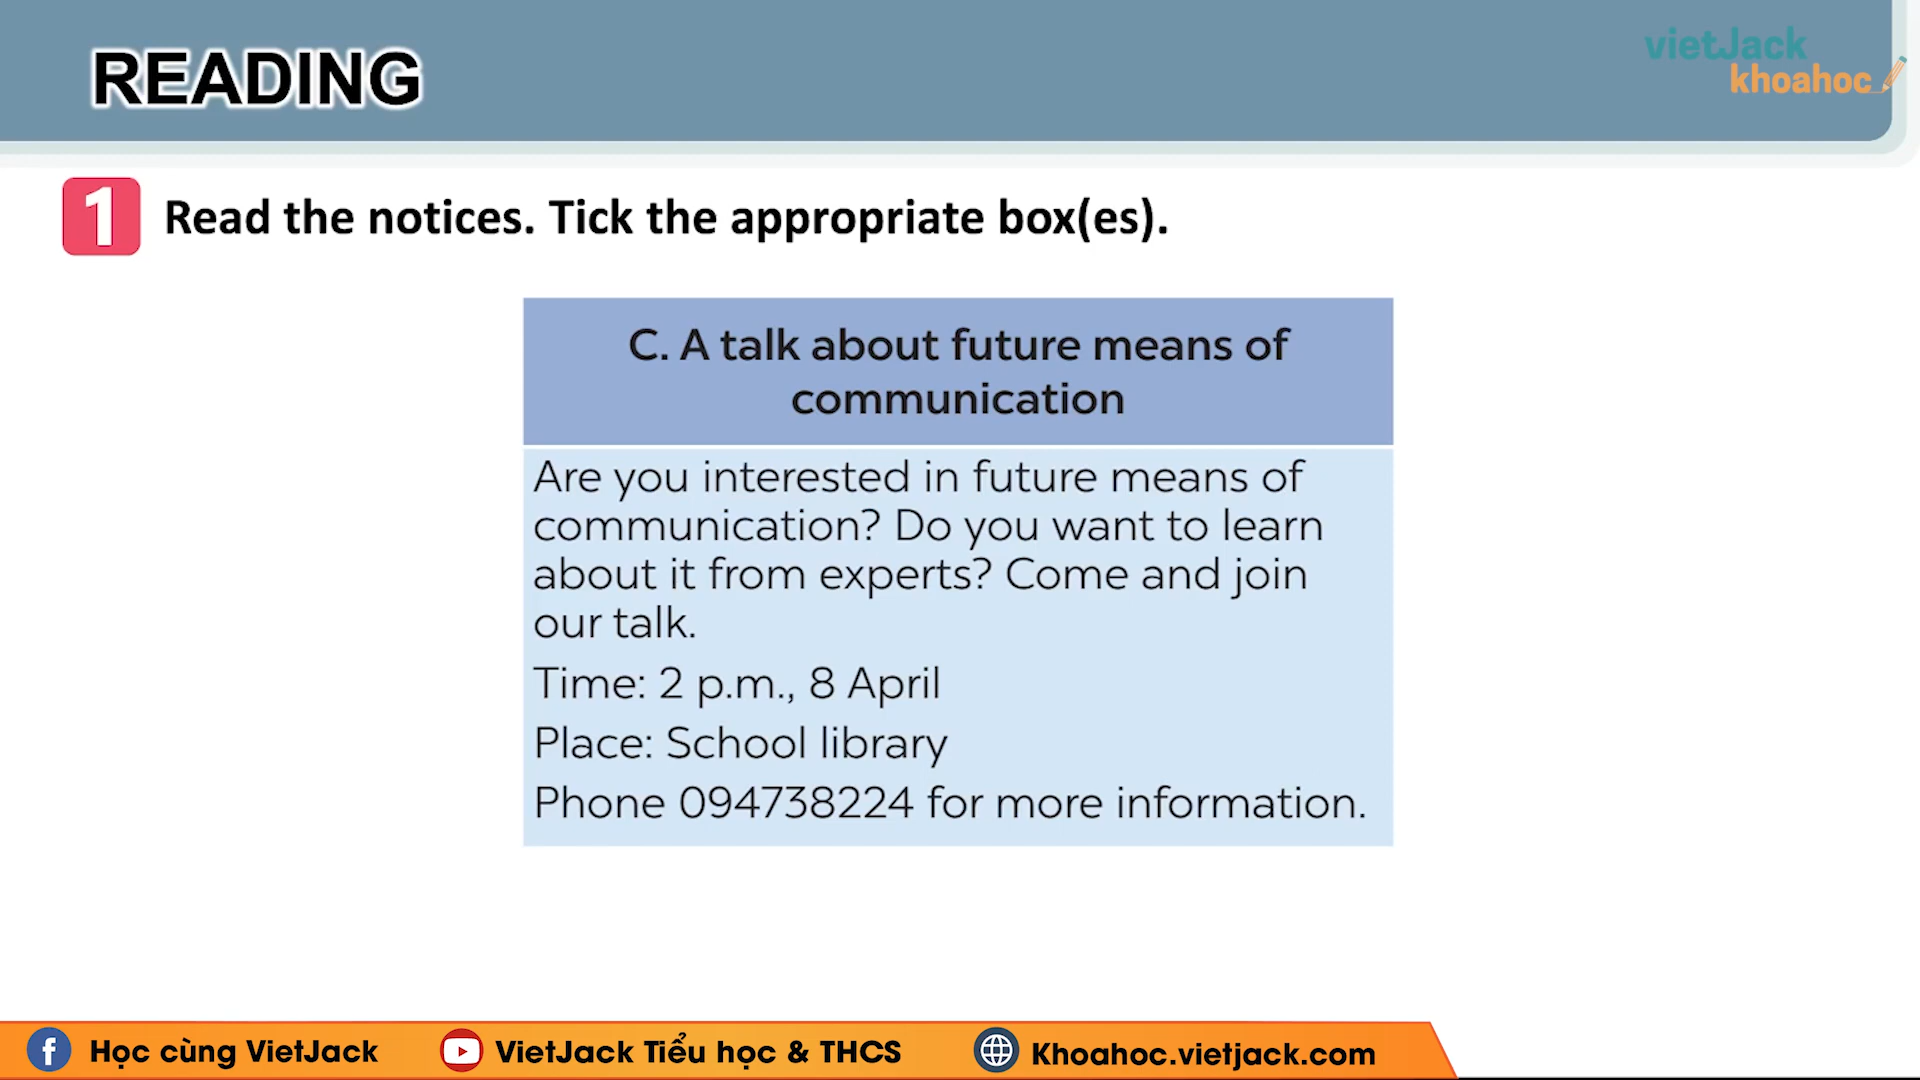 READING
vietJack
khoahoc
1 Read the notices. Tick the appropriate box(es).
C. A talk about future means of
communication
Are you interested in future means of
communication? Do you want to learn
about it from experts? Come and join
our talk.
Time: 2 p.m., 8 April
Place: School library
Phone 094738224 for more information.
Học cùng VietJack
VietJack Tiểu học & THCS
Khoahoc.vietjack.com